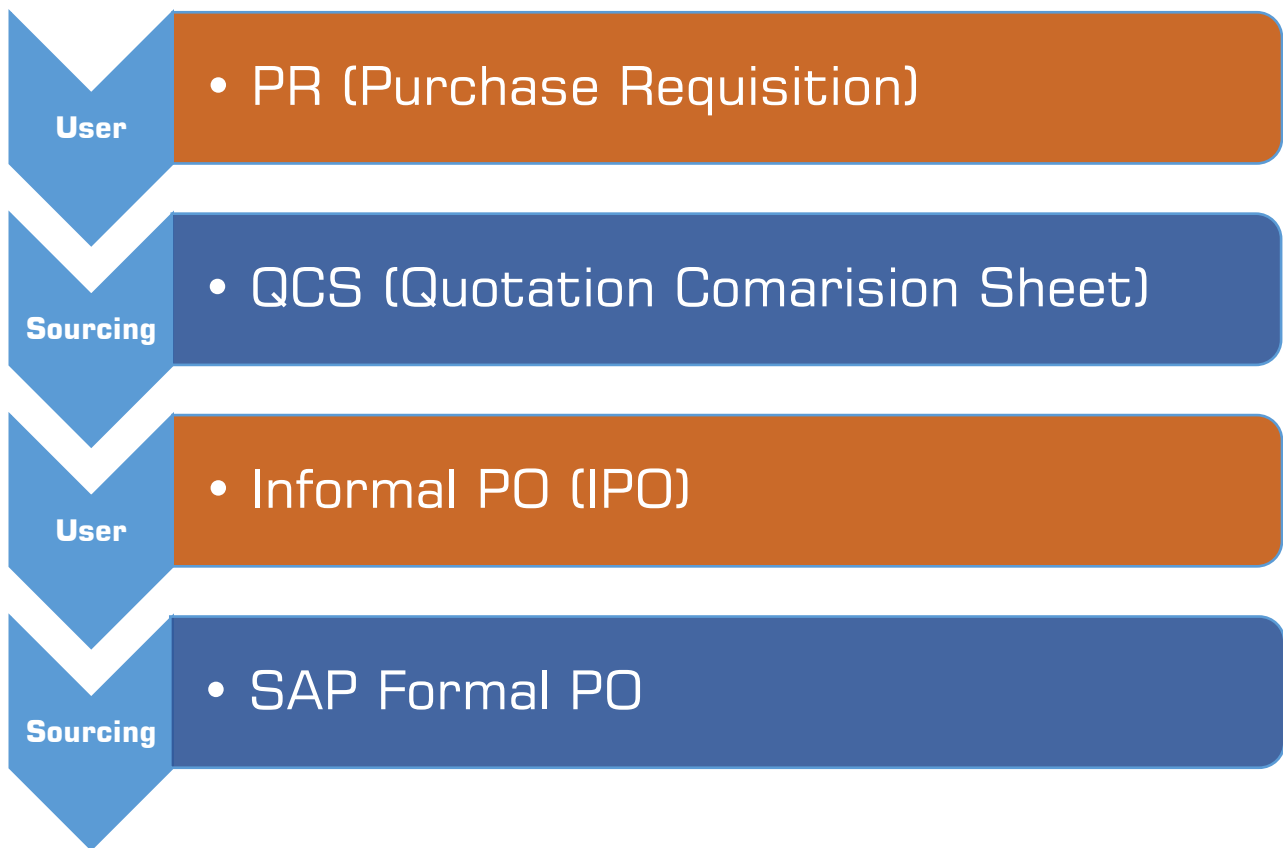 User
• PR (Purchase Requisition)
Sourcing
• QCS (Quotation Comarision Sheet)
User
• Informal PO (IPO)
Sourcing
• SAP Formal PO